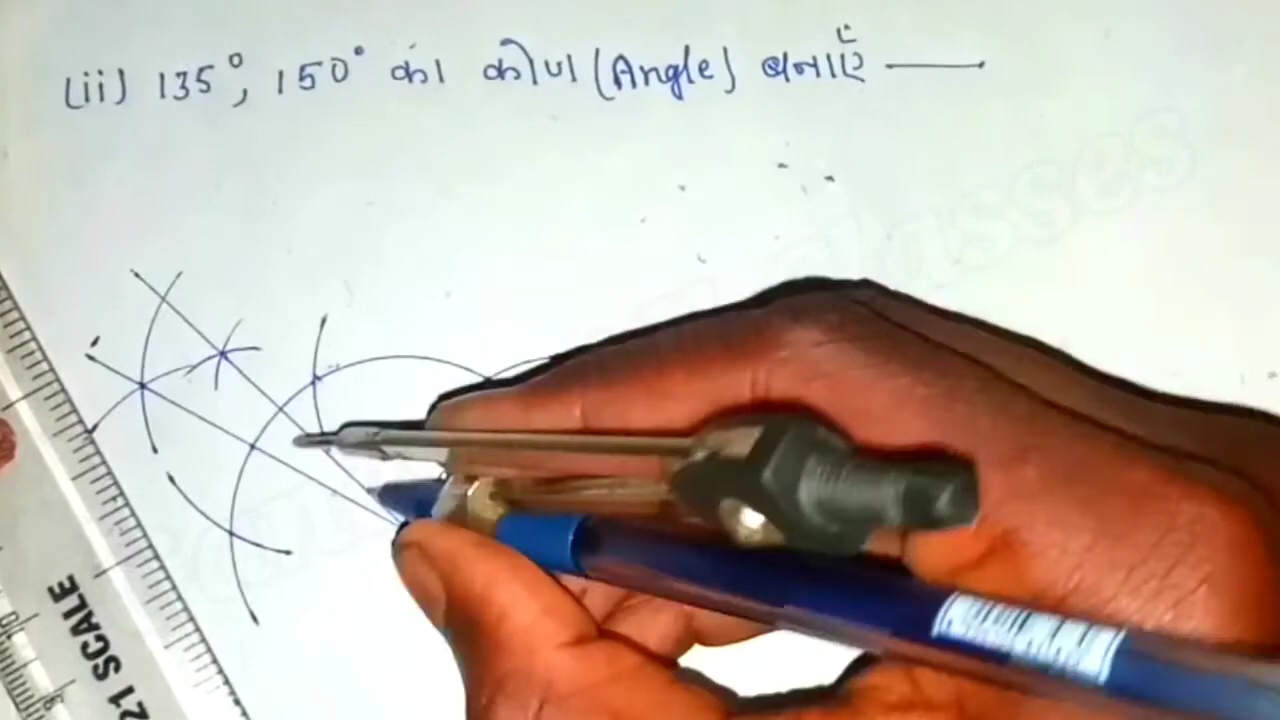 (ii) 135°, 150° का कोण (Angle) बनाएँ —
21 SCALE